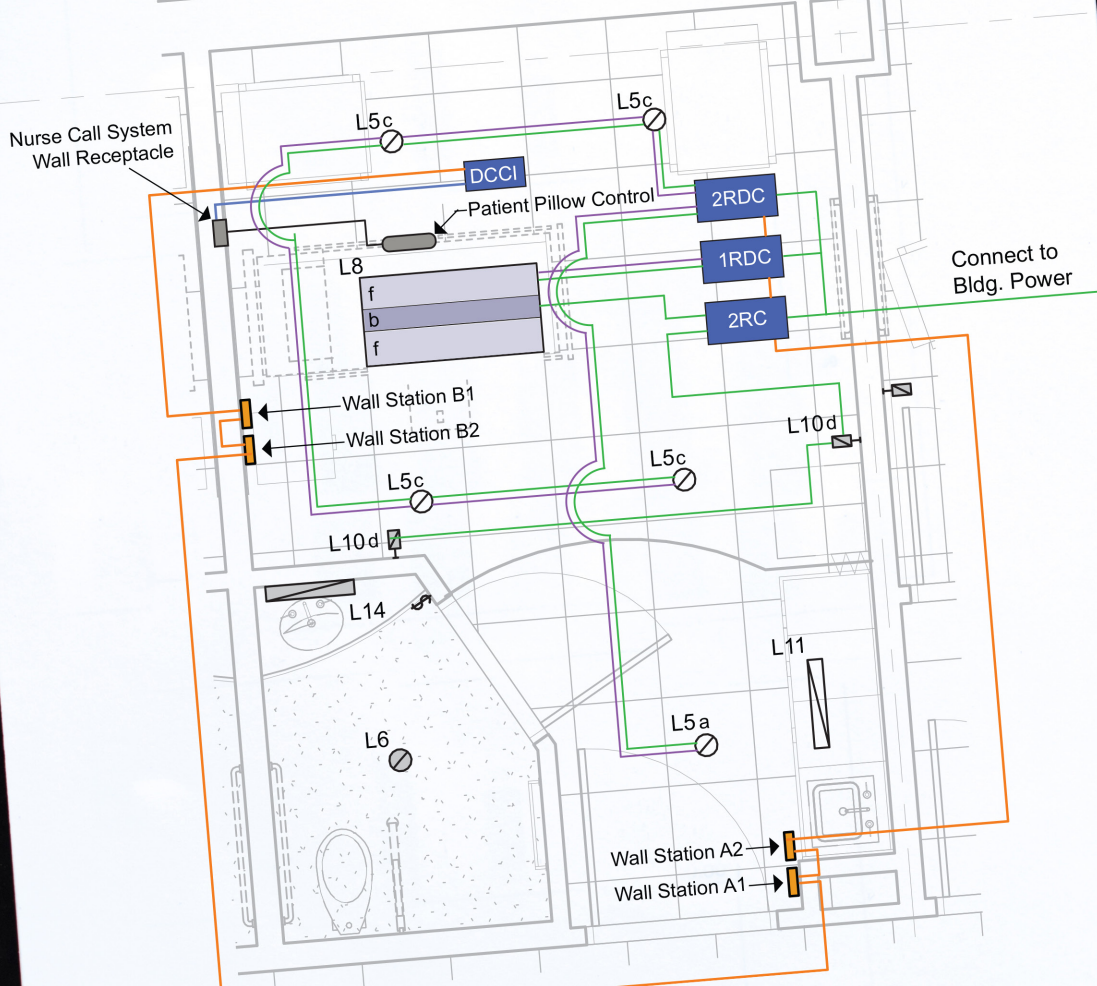 L5c
L5c
Nurse Call System
Wall Receptacle
DCCI
2RDC
Patient Pillow Control
L8
1RDC
Connect to
Bldg. Power
f
b
f
2RC
Wall Station B1
Wall Station B2
L10d
L5c
L5c
L10d
L14
$
L11
L5a
L6
Wall Station A2
Wall Station A1